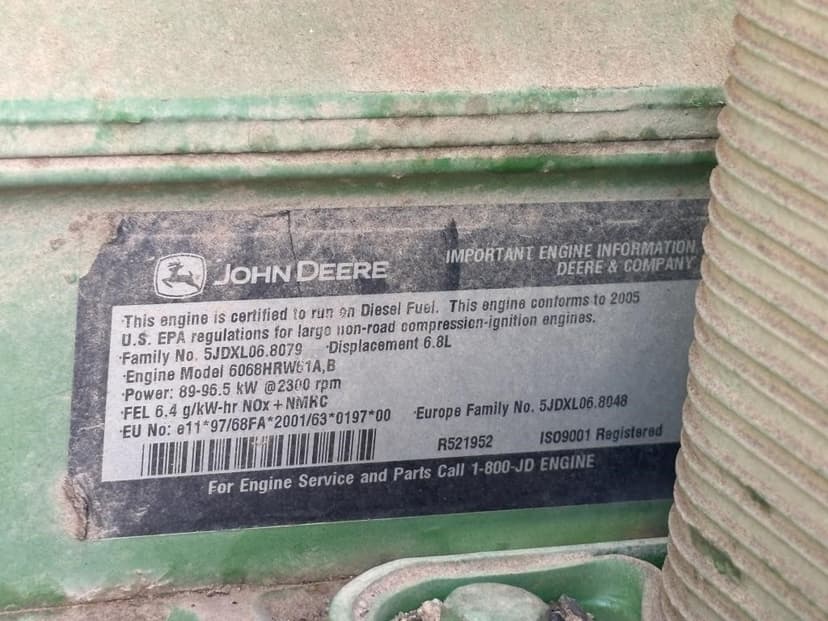 JOHN DEERE
IMPORTANT ENGINE INFORMATION
DEERE & COMPANY
This engine is certified to run on Diesel Fuel. This engine conforms to 2005
U.S. EPA regulations for large non-road compression-ignition engines.
Family No. 5JDXL06.8079 Displacement 6.8L
Engine Model 6068HRW61A,B
Power: 89-96.5 kW @2300 rpm
FEL 6.4 g/kW-hr NOx + NMHC
EU No: e11*97/68FA*2001/63*0197*00 Europe Family No. 5JDXL06.8048
R521952 ISO9001 Registered
For Engine Service and Parts Call 1-800-JD ENGINE